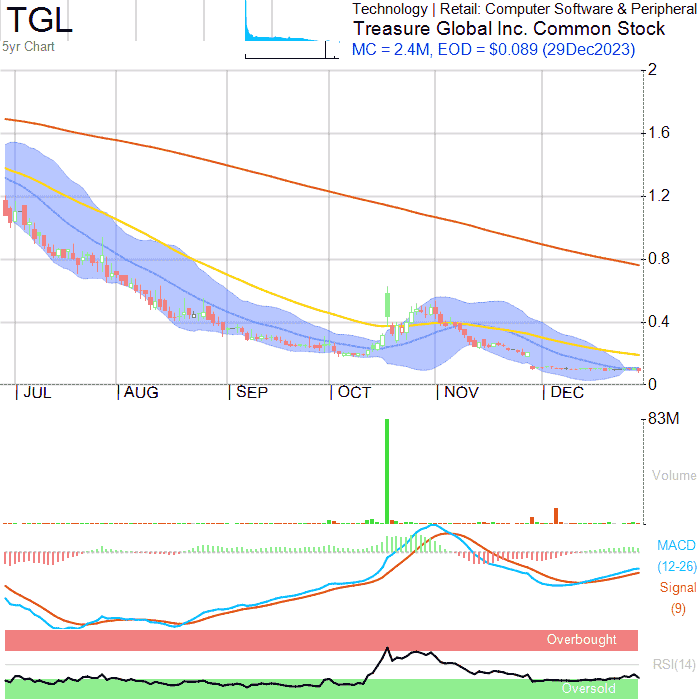 TGL
5yr Chart
Technology | Retail: Computer Software & Peripheral
Treasure Global Inc. Common Stock
MC = 2.4M, EOD = $0.089 (29Dec2023)
2
1.6
1.2
0.8
0.4
0
JUL AUG SEP OCT NOV DEC
83M
Volume
MACD
(12-26)
Signal
(9)
Overbought
RSI(14)
Oversold